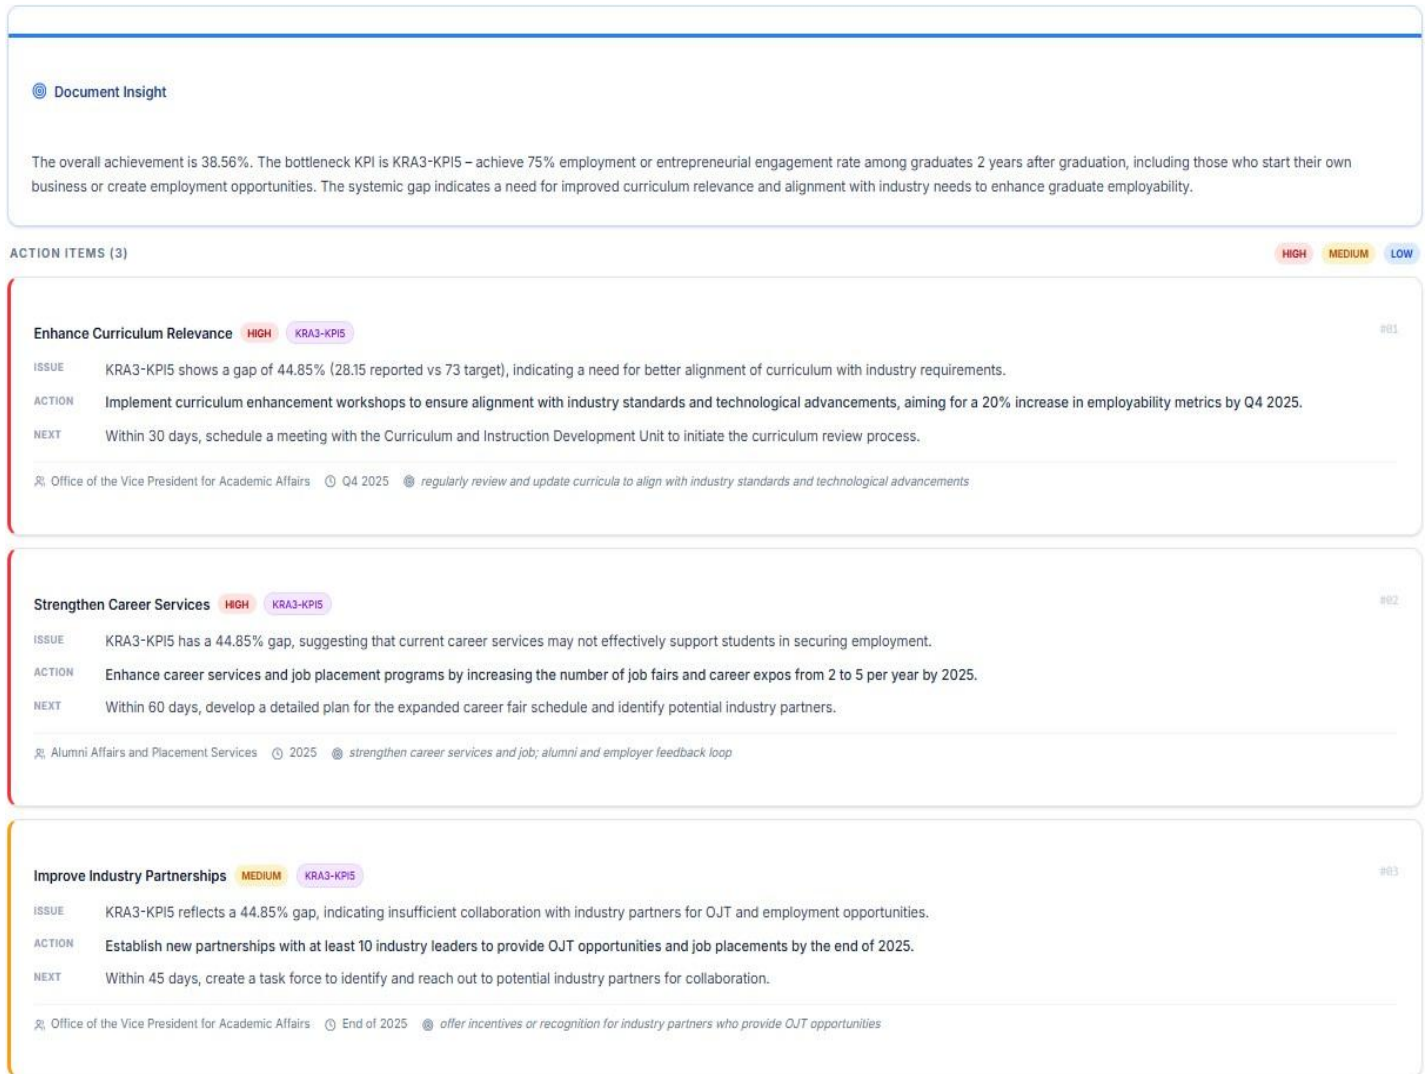 Document Insight
The overall achievement is 38.56%. The bottleneck KPI is KRA3-KPI5 – achieve 75% employment or entrepreneurial engagement rate among graduates 2 years after graduation, including those who start their own
business or create employment opportunities. The systemic gap indicates a need for improved curriculum relevance and alignment with industry needs to enhance graduate employability.
ACTION ITEMS (3) HIGH MEDIUM LOW
Enhance Curriculum Relevance HIGH KRA3-KPI5 #01
ISSUE KRA3-KPI5 shows a gap of 44.85% (28.15 reported vs 73 target), indicating a need for better alignment of curriculum with industry requirements.
ACTION Implement curriculum enhancement workshops to ensure alignment with industry standards and technological advancements, aiming for a 20% increase in employability metrics by Q4 2025.
NEXT Within 30 days, schedule a meeting with the Curriculum and Instruction Development Unit to initiate the curriculum review process.
Office of the Vice President for Academic Affairs Q4 2025 regularly review and update curricula to align with industry standards and technological advancements
Strengthen Career Services HIGH KRA3-KPI5 #02
ISSUE KRA3-KPI5 has a 44.85% gap, suggesting that current career services may not effectively support students in securing employment.
ACTION Enhance career services and job placement programs by increasing the number of job fairs and career expos from 2 to 5 per year by 2025.
NEXT Within 60 days, develop a detailed plan for the expanded career fair schedule and identify potential industry partners.
Alumni Affairs and Placement Services 2025 strengthen career services and job; alumni and employer feedback loop
Improve Industry Partnerships MEDIUM KRA3-KPI5 #03
ISSUE KRA3-KPI5 reflects a 44.85% gap, indicating insufficient collaboration with industry partners for OJT and employment opportunities.
ACTION Establish new partnerships with at least 10 industry leaders to provide OJT opportunities and job placements by the end of 2025.
NEXT Within 45 days, create a task force to identify and reach out to potential industry partners for collaboration.
Office of the Vice President for Academic Affairs End of 2025 offer incentives or recognition for industry partners who provide OJT opportunities